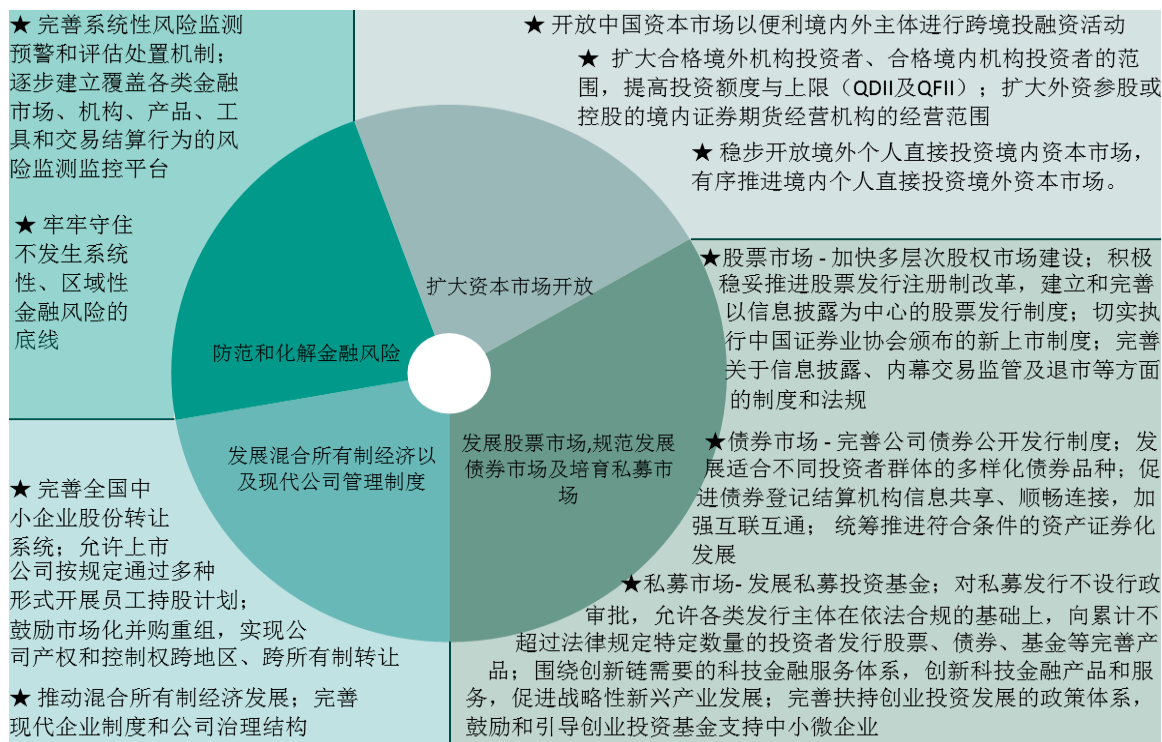 ★ 完善系统性风险监测
预警和评估处置机制；
逐步建立覆盖各类金融
市场、机构、产品、工
具和交易结算行为的风
险监测监控平台
★ 牢牢守住
不发生系统
性、区域性
金融风险的
底线
★ 开放中国资本市场以便利境内外主体进行跨境投融资活动
★ 扩大合格境外机构投资者、合格境内机构投资者的范
围，提高投资额度与上限（QDII及QFII）；扩大外资参股或
控股的境内证券期货经营机构的经营范围
★ 稳步开放境外个人直接投资境内资本市场，
有序推进境内个人直接投资境外资本市场。
扩大资本市场开放
防范和化解金融风险
发展混合所有制经济以
及现代公司管理制度
发展股票市场,规范发展
债券市场及培育私募市
场
★股票市场 - 加快多层次股权市场建设；积极
稳妥推进股票发行注册制改革，建立和完善
以信息披露为中心的股票发行制度；切实执
行中国证券业协会颁布的新上市制度；完善
关于信息披露、内幕交易监管及退市等方面
的制度和法规
★债券市场 - 完善公司债券公开发行制度；发
展适合不同投资者群体的多样化债券品种；促
进债券登记结算机构信息共享、顺畅连接，加
强互联互通； 统筹推进符合条件的资产证券化
发展
★私募市场- 发展私募投资基金；对私募发行不设行政
审批，允许各类发行主体在依法合规的基础上，向累计不
超过法律规定特定数量的投资者发行股票、债券、基金等完善产
品；围绕创新链需要的科技金融服务体系，创新科技金融产品和服
务，促进战略性新兴产业发展；完善扶持创业投资发展的政策体系，
鼓励和引导创业投资基金支持中小微企业
★ 完善全国中
小企业股份转让
系统；允许上市
公司按规定通过多种
形式开展员工持股计划；
鼓励市场化并购重组，实现公
司产权和控制权跨地区、跨所有制转让
★ 推动混合所有制经济发展；完善
现代企业制度和公司治理结构